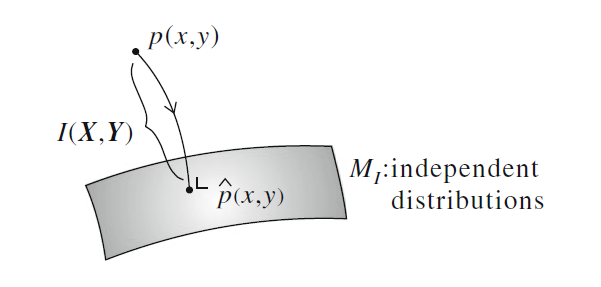 p(x,y)
I(X,Y)
M_I:independent
distributions
p̂(x,y)